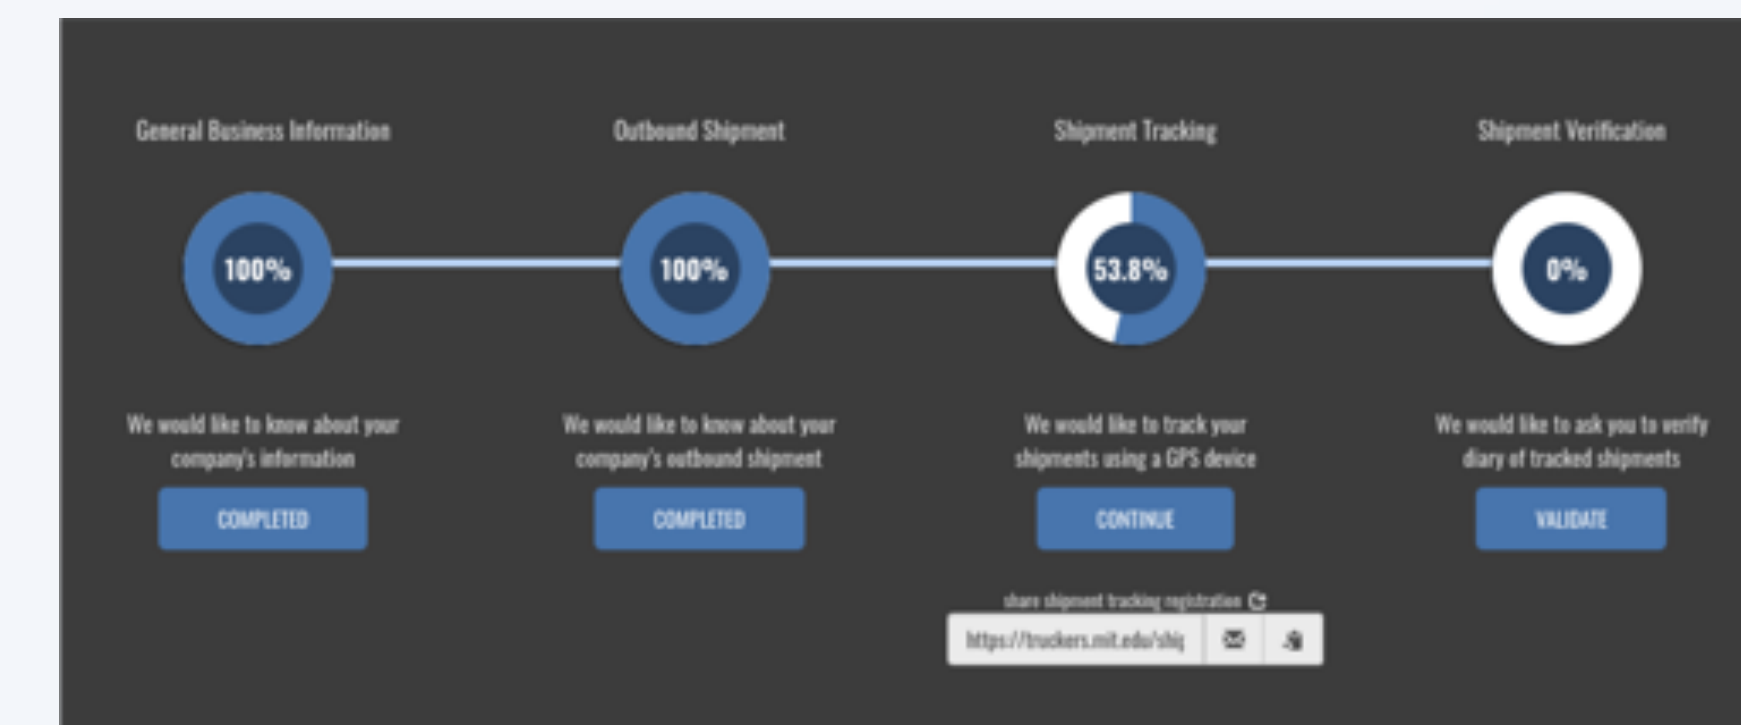 General Business Information
Outbound Shipment
Shipment Tracking
Shipment Verification
100%
100%
53.8%
0%
We would like to know about your
company's information
COMPLETED
We would like to know about your
company's outbound shipment
COMPLETED
We would like to track your
shipments using a GPS device
CONTINUE
share shipment tracking registration
https://truckers.mit.edu/ship
We would like to ask you to verify
diary of tracked shipments
VALIDATE